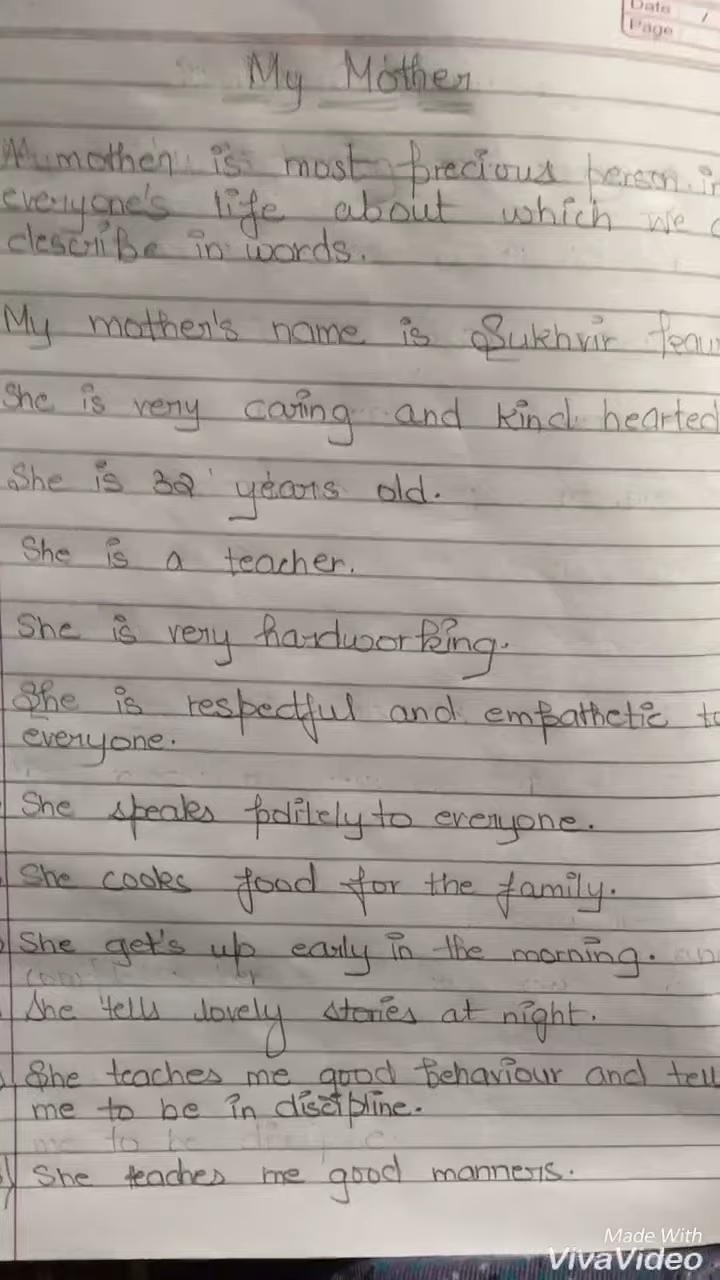 Date /
Page
My Mother
mother is most precious person in
everyone's life about which we
describe in words.
My mother's name is Sukhvir
She is very caring and kind hearted
She is 32 years old.
She is a teacher.
She is very hardworking.
She is respectful and empathetic to
everyone.
She speaks politely to everyone.
She cooks food for the family.
She get's up early in the morning.
She tells lovely stories at night.
She teaches me good behaviour and tell
me to be in discipline.
She teaches me good manners.
Made With
VivaVideo